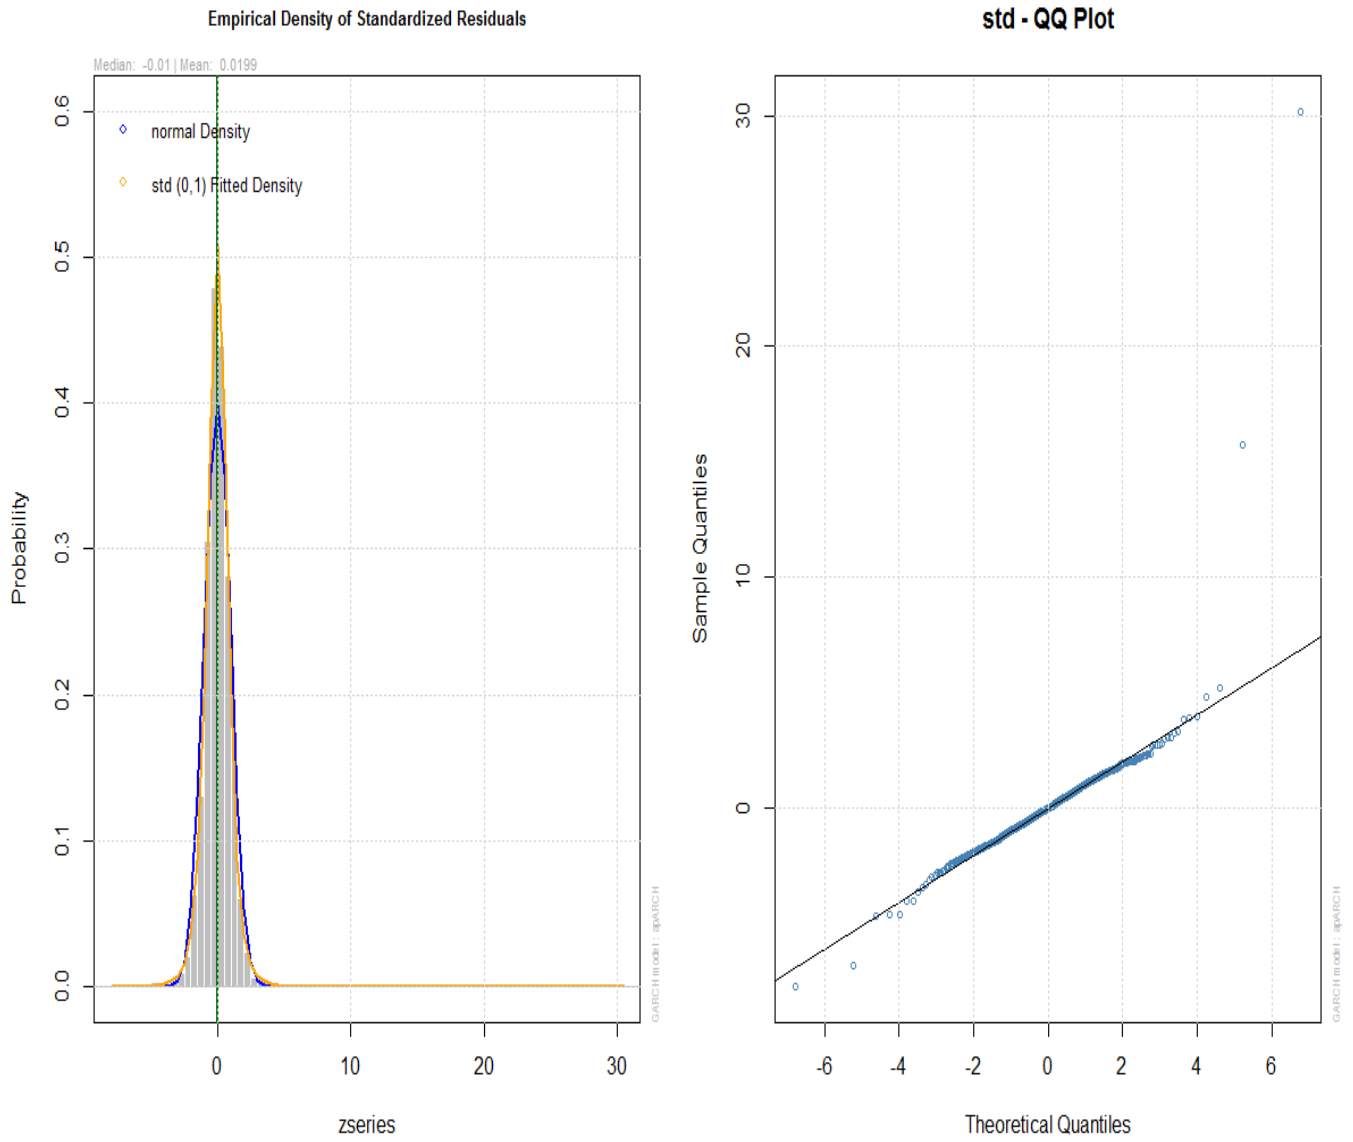 Empirical Density of Standardized Residuals
Median: -0.01 | Mean: 0.0199
normal Density
std (0,1) Fitted Density
Probability
0.6
0.5
0.4
0.3
0.2
0.1
0.0
0 10 20 30
zseries
GARCH model : apARCH
std - QQ Plot
Sample Quantiles
30
20
10
0
-6 -4 -2 0 2 4 6
Theoretical Quantiles
GARCH model : apARCH